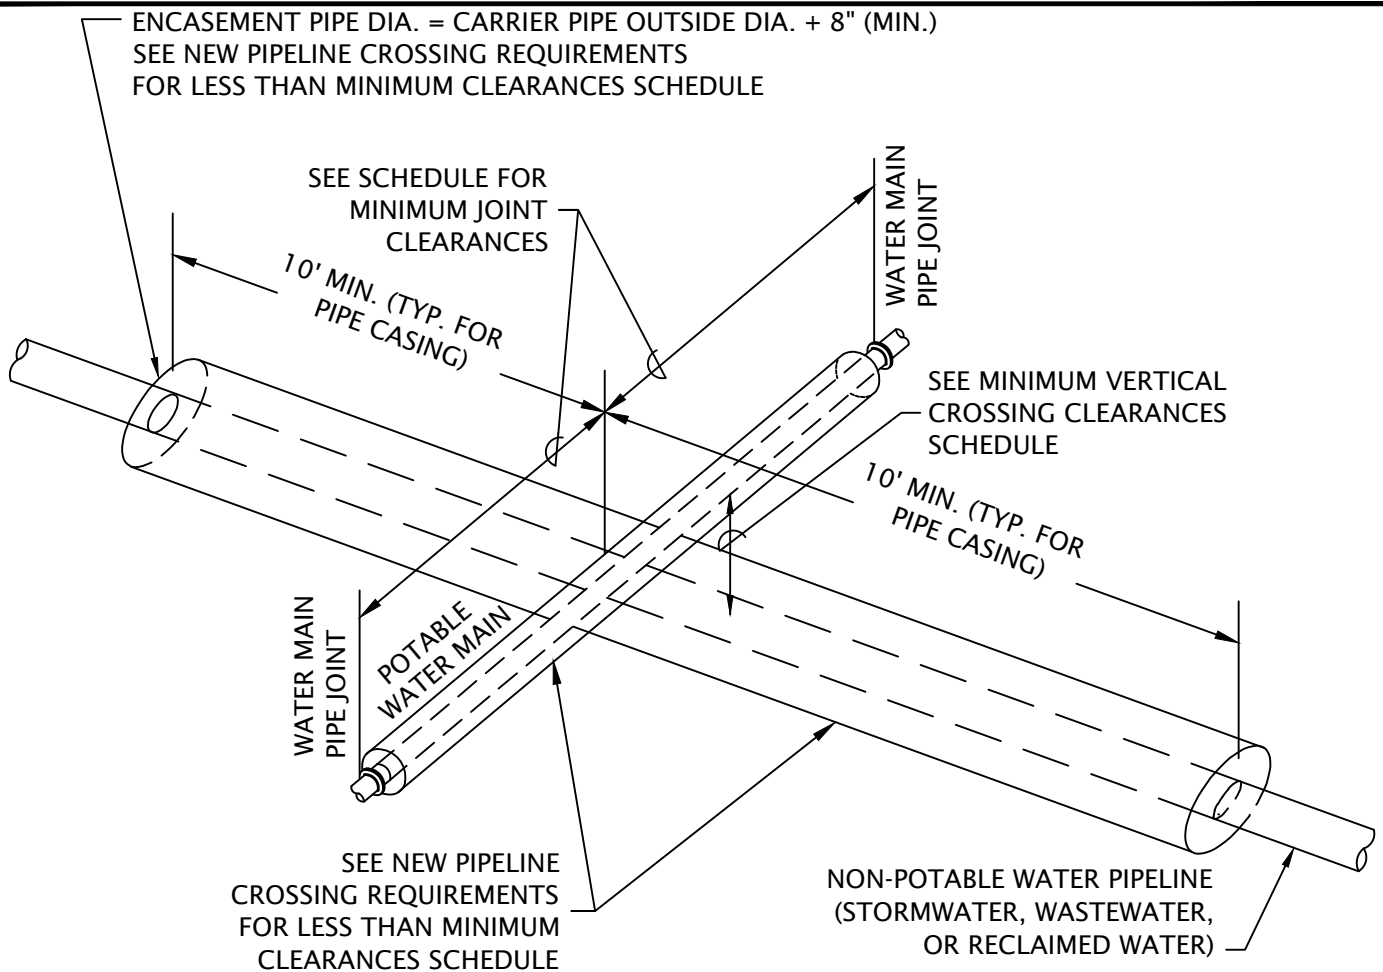 ENCASEMENT PIPE DIA. = CARRIER PIPE OUTSIDE DIA. + 8" (MIN.)
SEE NEW PIPELINE CROSSING REQUIREMENTS
FOR LESS THAN MINIMUM CLEARANCES SCHEDULE
SEE SCHEDULE FOR
MINIMUM JOINT
CLEARANCES
WATER MAIN
PIPE JOINT
10' MIN. (TYP. FOR
PIPE CASING)
SEE MINIMUM VERTICAL
CROSSING CLEARANCES
SCHEDULE
10' MIN. (TYP. FOR
PIPE CASING)
WATER MAIN
PIPE JOINT
POTABLE
WATER MAIN
SEE NEW PIPELINE
CROSSING REQUIREMENTS
FOR LESS THAN MINIMUM
CLEARANCES SCHEDULE
NON-POTABLE WATER PIPELINE
(STORMWATER, WASTEWATER,
OR RECLAIMED WATER)